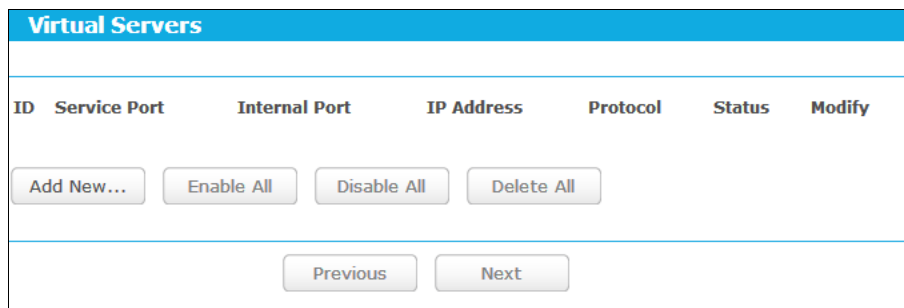 Virtual Servers
ID Service Port Internal Port IP Address Protocol Status Modify
Add New... Enable All Disable All Delete All
Previous Next